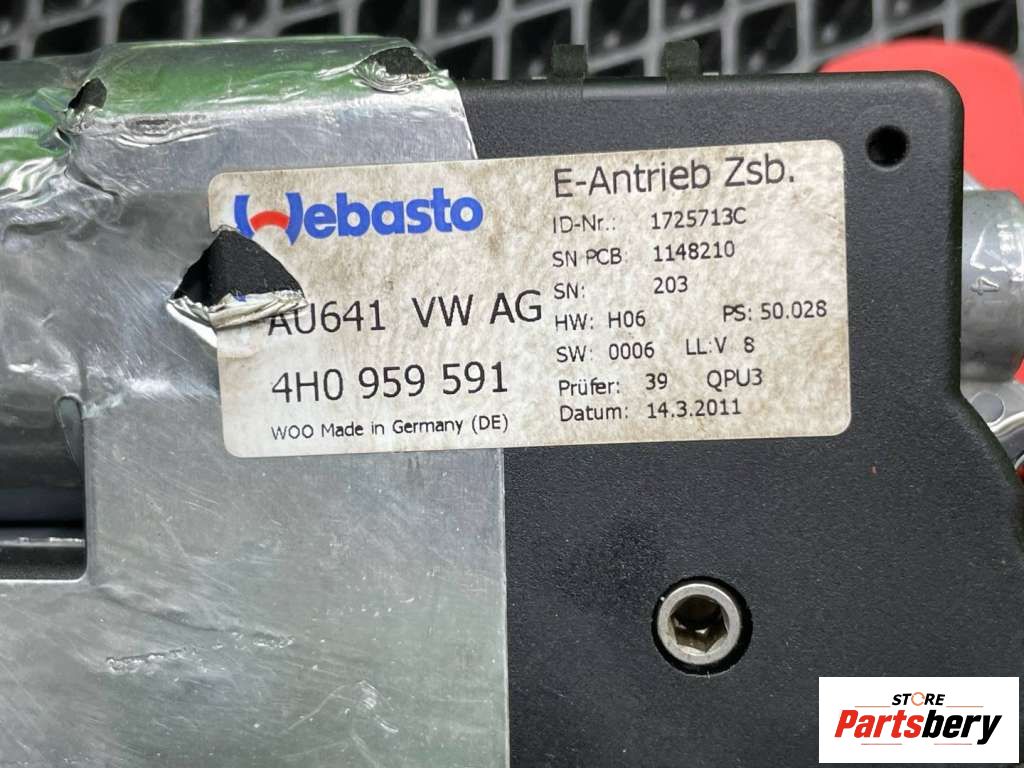 Webasto
AU641 VW AG
4H0 959 591
WOO Made in Germany (DE)
E-Antrieb Zsb.
ID-Nr.: 1725713C
SN PCB: 1148210
SN: 203
HW: H06 PS: 50.028
SW: 0006 LL:V 8
Prüfer: 39 QPU3
Datum: 14.3.2011
4
STORE
Partsbery